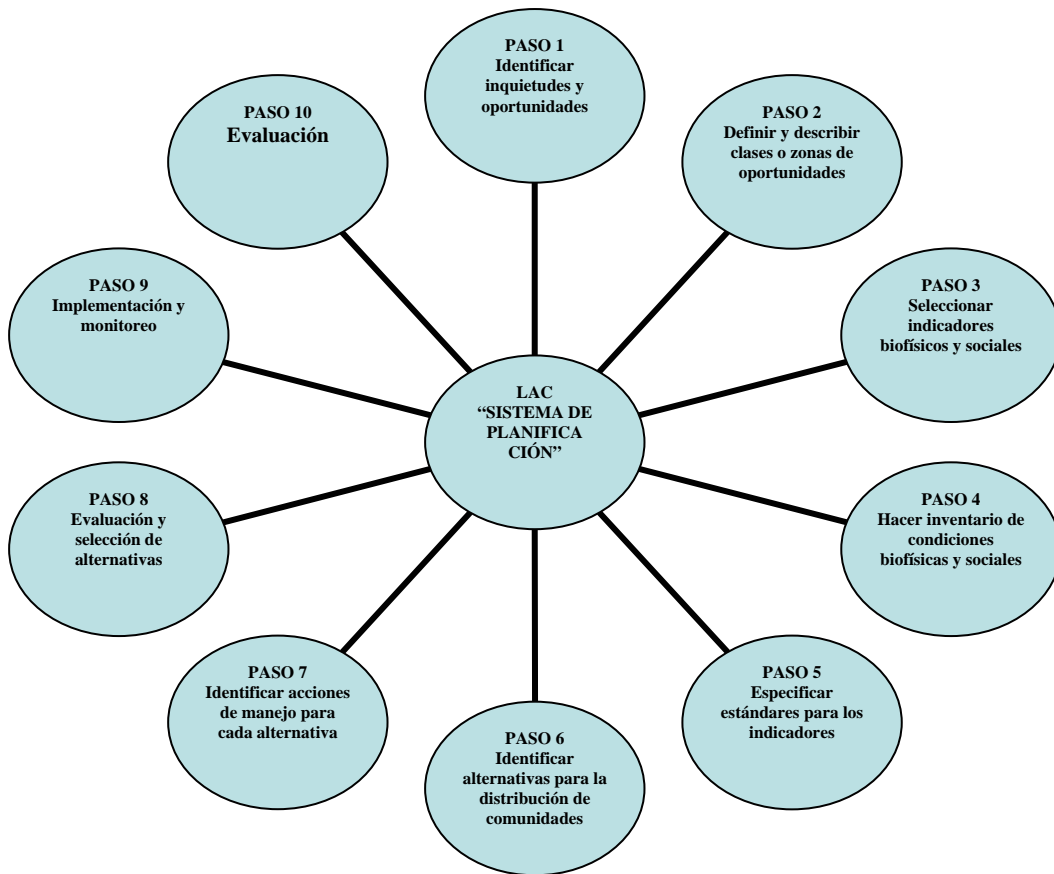 PASO 1
Identificar
inquietudes y
oportunidades
PASO 2
Definir y describir
clases o zonas de
oportunidades
PASO 3
Seleccionar
indicadores
biofísicos y sociales
PASO 4
Hacer inventario de
condiciones
biofísicas y sociales
PASO 5
Especificar
estándares para los
indicadores
PASO 6
Identificar
alternativas para la
distribución de
comunidades
PASO 7
Identificar acciones
de manejo para
cada alternativa
PASO 8
Evaluación y
selección de
alternativas
PASO 9
Implementación y
monitoreo
PASO 10
Evaluación
LAC
“SISTEMA DE
PLANIFICA
CIÓN”